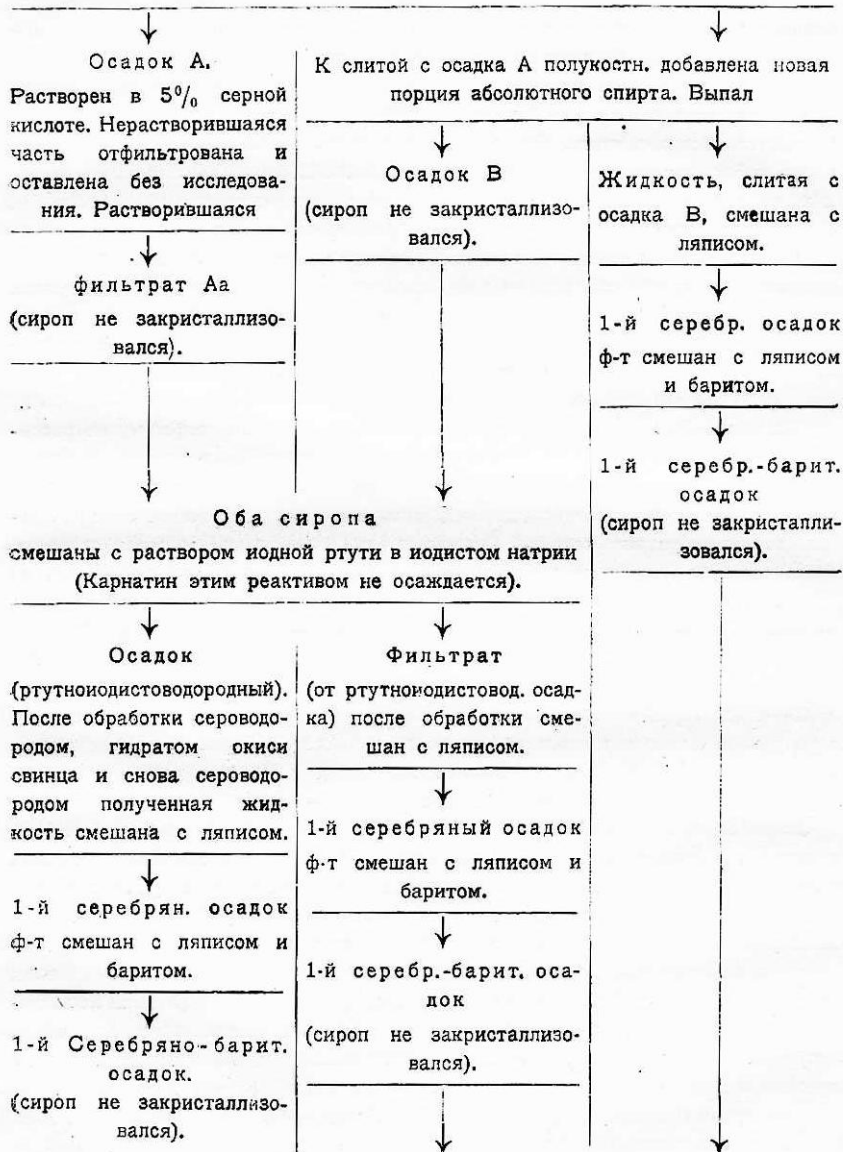 Осадок А.
Растворен в 5% серной
кислоте. Нерастворившаяся
часть отфильтрована и
оставлена без исследова-
ния. Растворившаяся
фильтрат Аа
(сироп не закристаллизо-
вался).
К слитой с осадка А полукостн. добавлена новая
порция абсолютного спирта. Выпал
Осадок В
(сироп не закристаллизо-
вался).
Жидкость, слитая с
осадка В, смешана с
ляписом.
1-й серебр. осадок
ф-т смешан с ляписом
и баритом.
1-й серебр.-барит.
осадок
(сироп не закристалли-
зовался).
Оба сиропа
смешаны с раствором иодной ртути в иодистом натрии
(Карнатин этим реактивом не осаждается).
Осадок
(ртутноиодистоводородный).
После обработки сероводо-
родом, гидратом окиси
свинца и снова сероводо-
родом полученная жид-
кость смешана с ляписом.
1-й серебрян. осадок
ф-т смешан с ляписом и
баритом.
1-й Серебряно-барит.
осадок.
(сироп не закристаллизо-
вался).
Фильтрат
(от ртутноиодистовод. осад-
ка) после обработки сме-
шан с ляписом.
1-й серебряный осадок
ф-т смешан с ляписом и
баритом.
1-й серебр.-барит. оса-
док
(сироп не закристаллизо-
вался).